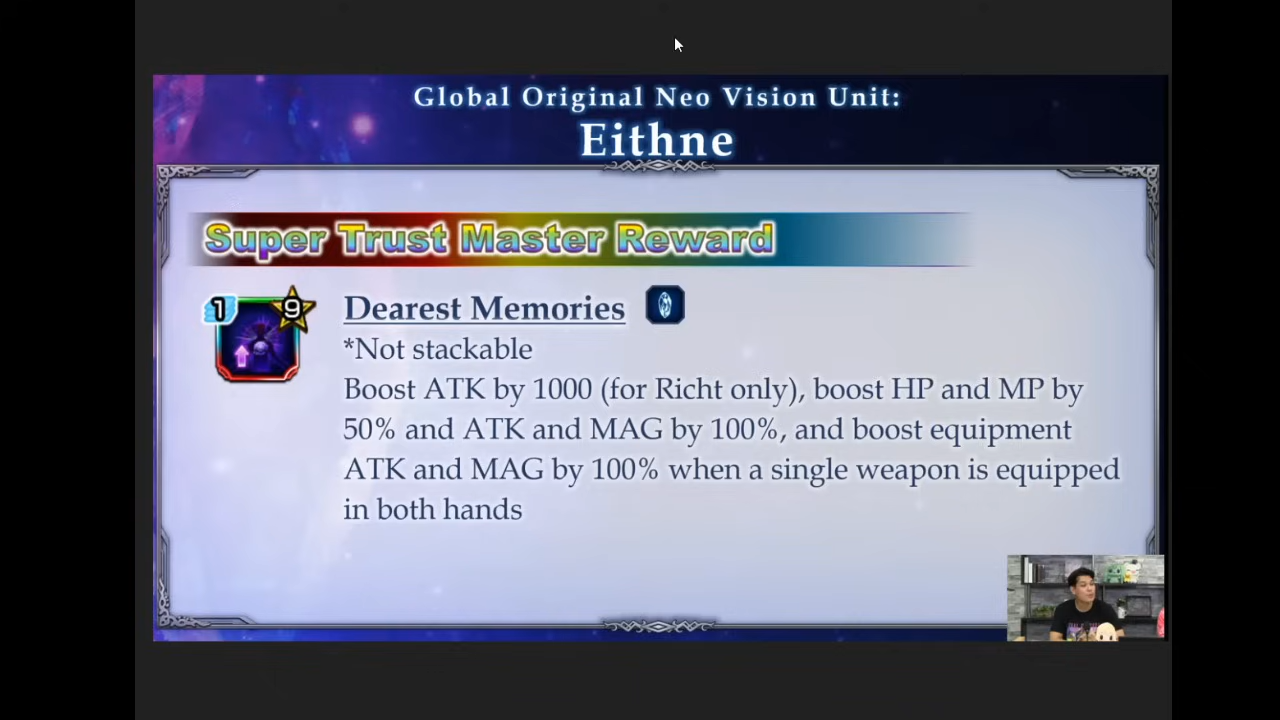 Global Original Neo Vision Unit:
Eithne
Super Trust Master Reward
1
9
Dearest Memories
*Not stackable
Boost ATK by 1000 (for Richt only), boost HP and MP by
50% and ATK and MAG by 100%, and boost equipment
ATK and MAG by 100% when a single weapon is equipped
in both hands